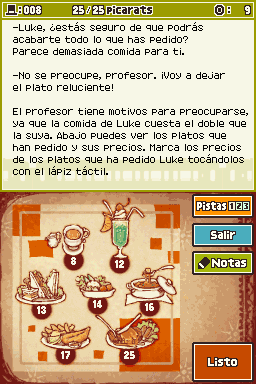 :008 25/25 picarats : 9
-Luke, ¿estás seguro de que podrás
acabarte todo lo que has pedido?
Parece demasiada comida para ti.
-No se preocupe, profesor. ¡Voy a dejar
el plato reluciente!
El profesor tiene motivos para preocuparse,
ya que la comida de Luke cuesta el doble que
la suya. Abajo puedes ver los platos que
han pedido y sus precios. Marca los precios
de los platos que ha pedido Luke tocándolos
con el lápiz táctil.
Pistas 1 2 3
Salir
Notas
8
12
13
14
16
17
25
Listo